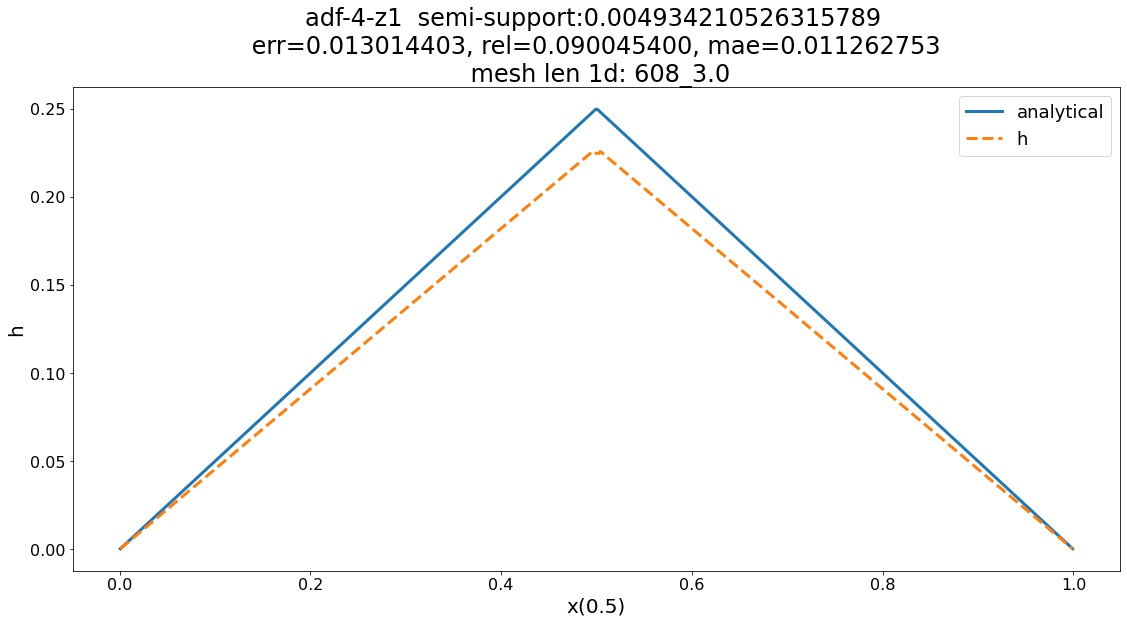 adf-4-z1  semi-support:0.004934210526315789
err=0.013014403, rel=0.090045400, mae=0.011262753
mesh len 1d: 608_3.0
analytical
h
0.25
0.20
0.15
0.10
0.05
0.00
h
0.0 0.2 0.4 0.6 0.8 1.0
x(0.5)